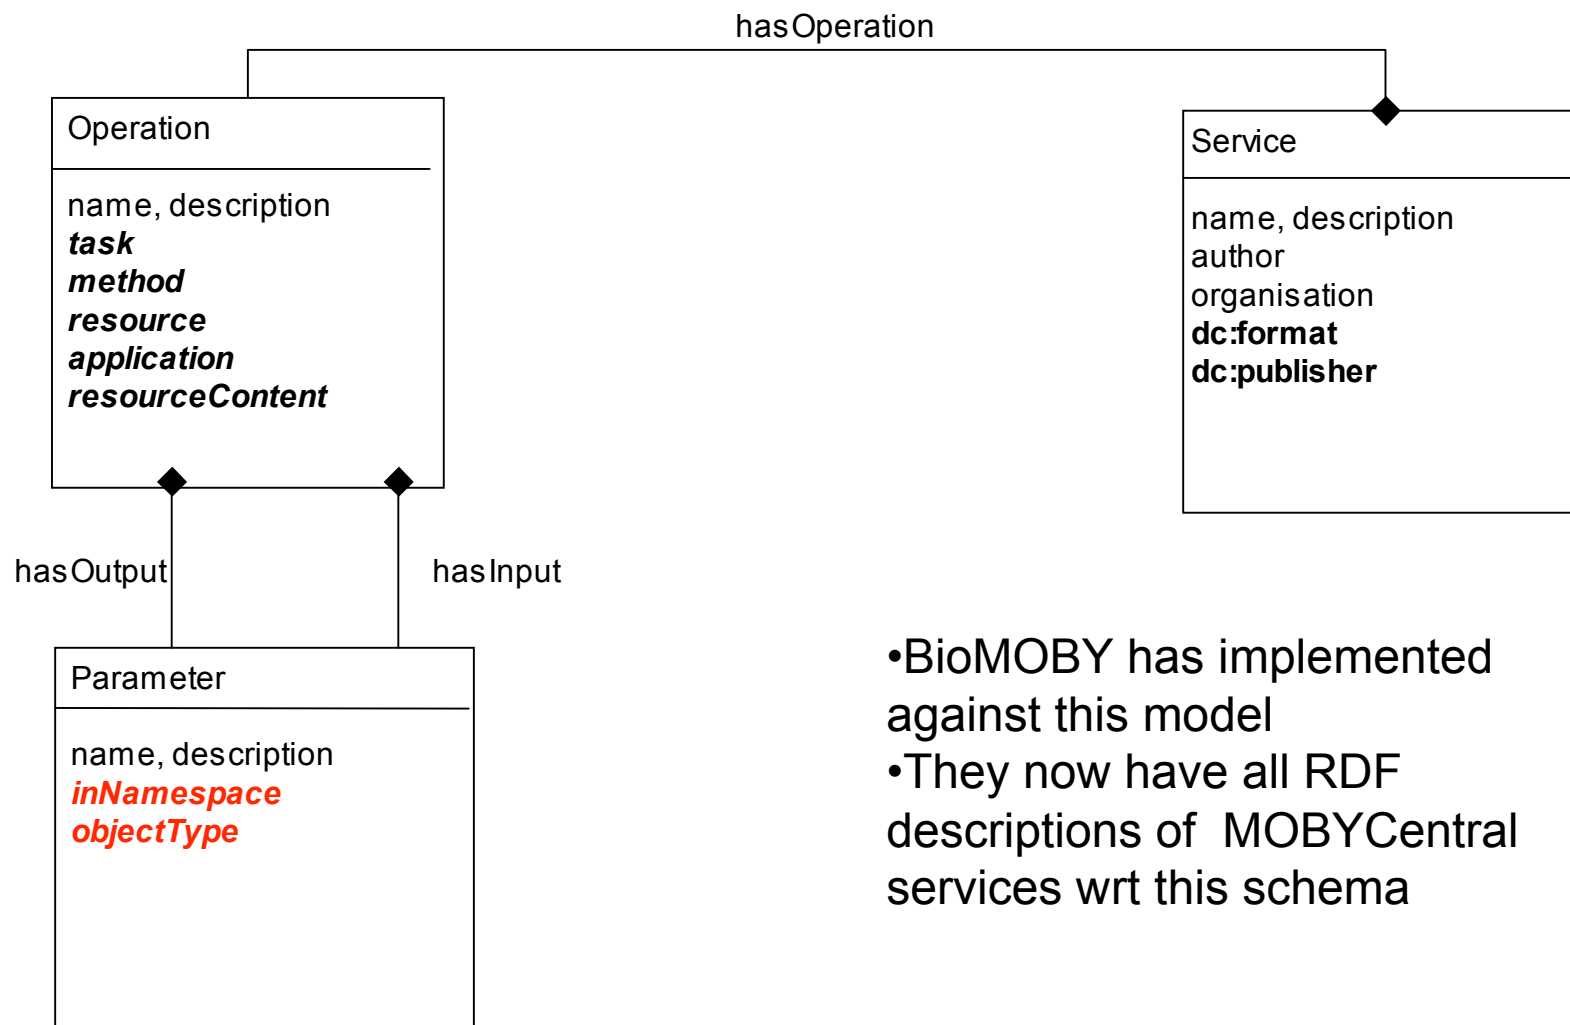 hasOperation
Operation
name, description
task
method
resource
application
resourceContent
Service
name, description
author
organisation
dc:format
dc:publisher
hasOutput
hasInput
Parameter
name, description
inNamespace
objectType
•BioMOBY has implemented
against this model
•They now have all RDF
descriptions of MOBYCentral
services wrt this schema